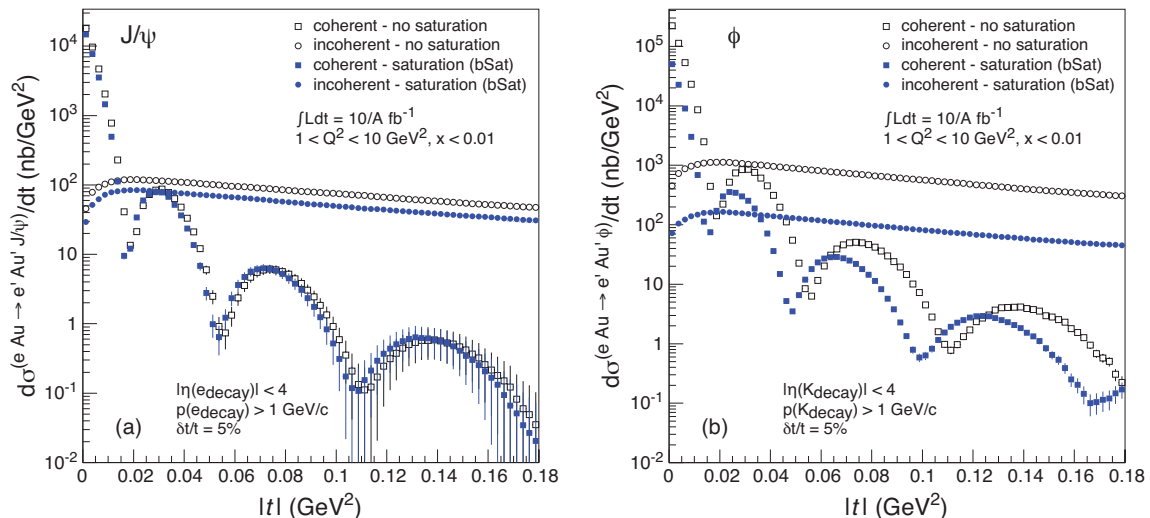 J/ψ
coherent - no saturation
incoherent - no saturation
coherent - saturation (bSat)
incoherent - saturation (bSat)
∫Ldt = 10/A fb⁻¹
1 < Q² < 10 GeV², x < 0.01
|η(e_decay)| < 4
p(e_decay) > 1 GeV/c
δt/t = 5%
(a)
dσ(e Au → e' Au' J/ψ)/dt (nb/GeV²)
10⁴
10³
10²
10
1
10⁻¹
10⁻²
0 0.02 0.04 0.06 0.08 0.1 0.12 0.14 0.16 0.18
|t| (GeV²)
ϕ
coherent - no saturation
incoherent - no saturation
coherent - saturation (bSat)
incoherent - saturation (bSat)
∫Ldt = 10/A fb⁻¹
1 < Q² < 10 GeV², x < 0.01
|η(K_decay)| < 4
p(K_decay) > 1 GeV/c
δt/t = 5%
(b)
dσ(e Au → e' Au' ϕ)/dt (nb/GeV²)
10⁵
10⁴
10³
10²
10
1
10⁻¹
10⁻²
0 0.02 0.04 0.06 0.08 0.1 0.12 0.14 0.16 0.18
|t| (GeV²)